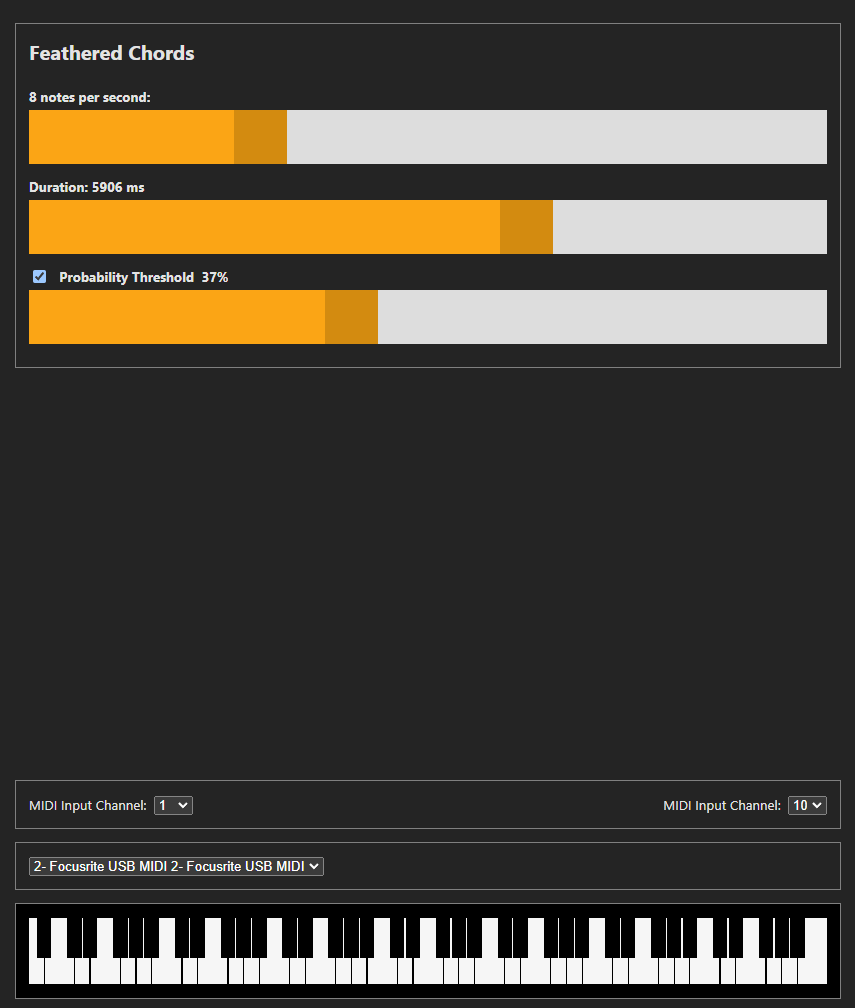 Feathered Chords
8 notes per second:
Duration: 5906 ms
Probability Threshold 37%
MIDI Input Channel: 1 MIDI Input Channel: 10
2- Focusrite USB MIDI 2- Focusrite USB MIDI